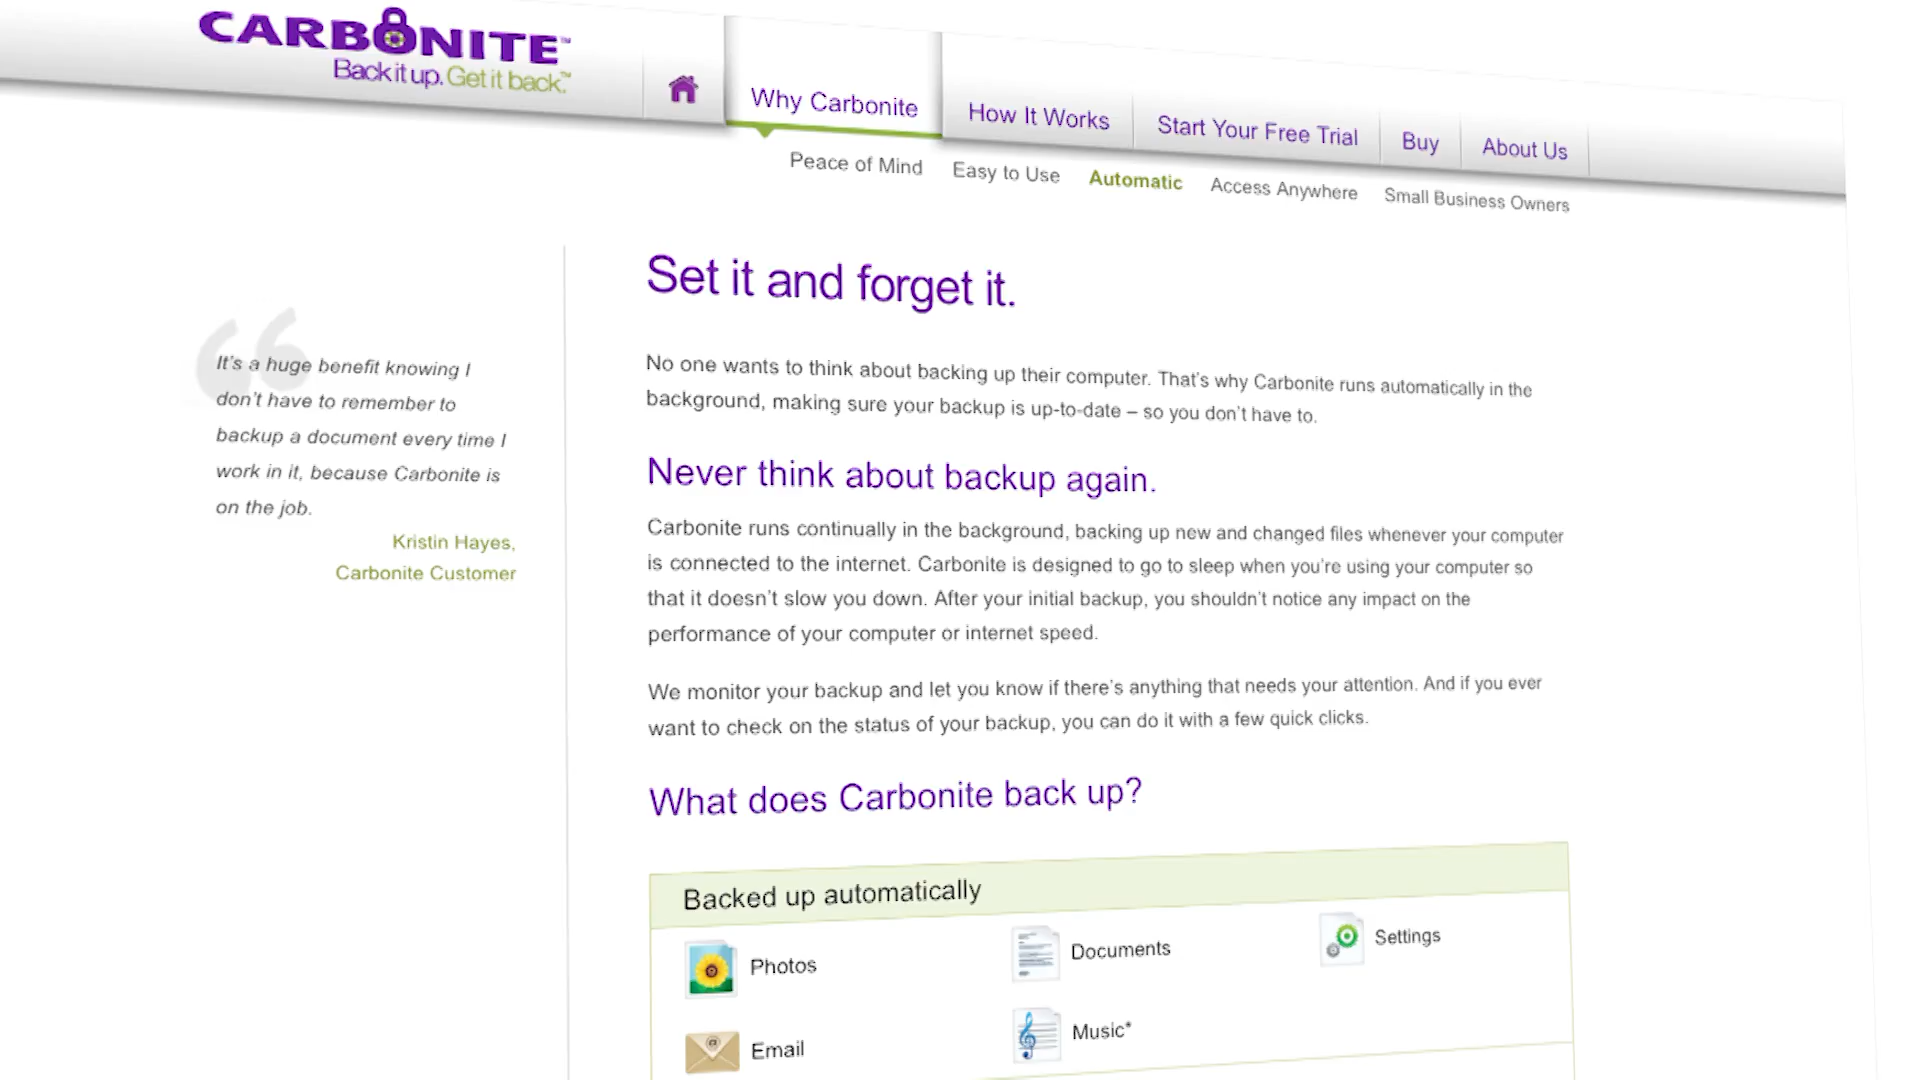 CARBONITE™
Back it up. Get it back.™
Why Carbonite
How It Works
Start Your Free Trial
Buy
About Us
Peace of Mind
Easy to Use
Automatic
Access Anywhere
Small Business Owners
It's a huge benefit knowing I
don't have to remember to
backup a document every time I
work in it, because Carbonite is
on the job.
Kristin Hayes,
Carbonite Customer
Set it and forget it.
No one wants to think about backing up their computer. That's why Carbonite runs automatically in the
background, making sure your backup is up-to-date – so you don't have to.
Never think about backup again.
Carbonite runs continually in the background, backing up new and changed files whenever your computer
is connected to the internet. Carbonite is designed to go to sleep when you're using your computer so
that it doesn't slow you down. After your initial backup, you shouldn't notice any impact on the
performance of your computer or internet speed.
We monitor your backup and let you know if there's anything that needs your attention. And if you ever
want to check on the status of your backup, you can do it with a few quick clicks.
What does Carbonite back up?
Backed up automatically
Photos
Documents
Settings
Email
Music*